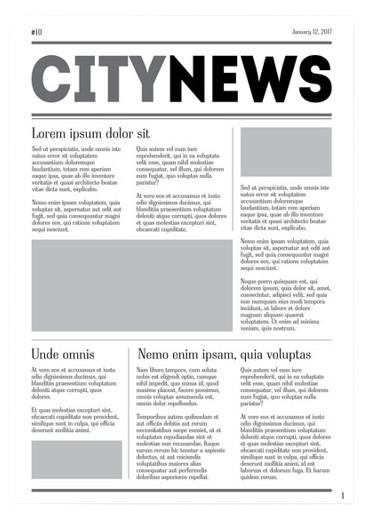 #10
January 12, 2017
CITYNEWS
Lorem ipsum dolor sit
Sed ut perspiciatis, unde omnis iste
natus error sit voluptatem
accusantium doloremque
laudantium, totam rem aperiam
eaque ipsa, quae ab illo inventore
veritatis et quasi architecto beatae
vitae dicta sunt, explicabo.
Nemo enim ipsam voluptatem, quia
voluptas sit, aspernatur aut odit aut
fugit, sed quia consequuntur magni
dolores eos, qui ratione voluptatem
sequi nesciunt.
Quis autem vel eum iure
reprehenderit, qui in ea voluptate
velit esse, quam nihil molestiae
consequatur, vel illum, qui dolorem
eum fugiat, quo voluptas nulla
pariatur?
At vero eos et accusamus et iusto
odio dignissimos ducimus, qui
blanditiis praesentium voluptatum
deleniti atque corrupti, quos dolores
et quas molestias excepturi sint,
obcaecati cupiditate.
Sed ut perspiciatis, unde omnis iste
natus error sit voluptatem
accusantium doloremque
laudantium, totam rem aperiam
eaque ipsa, quae ab illo inventore
veritatis et quasi architecto beatae
vitae dicta sunt, explicabo.
Nemo enim ipsam voluptatem, quia
voluptas sit, aspernatur aut odit aut
fugit, sed quia consequuntur magni
dolores eos, qui ratione voluptatem
sequi nesciunt.
Neque porro quisquam est, qui
dolorem ipsum, quia dolor sit, amet,
consectetur, adipisci velit, sed quia
non numquam eius modi tempora
incidunt, ut labore et dolore
magnam aliquam quaerat
voluptatem. Ut enim ad minima
veniam, quis nostrum.
Unde omnis
At vero eos et accusamus et iusto
odio dignissimos ducimus, qui
blanditiis praesentium voluptatum
deleniti atque corrupti, quos
dolores.
Et quas molestias excepturi sint,
obcaecati cupiditate non provident,
similique sunt in culpa, qui officia
deserunt mollitia animi.
Nemo enim ipsam, quia voluptas
Nam libero tempore, cum soluta
nobis est eligendi optio, cumque
nihil impedit, quo minus id, quod
maxime placeat, facere possimus,
omnis voluptas assumenda est,
omnis dolor repellendus.
Temporibus autem quibusdam et
aut officiis debitis aut rerum
necessitatibus saepe eveniet, ut et
voluptates repudiandae sint et
molestiae non recusandae. Itaque
earum rerum hic tenetur a sapiente
delectus, ut aut reiciendis
voluptatibus maiores alias
consequatur aut perferendis
doloribus asperiores repellat.
Quis autem vel eum iure
reprehenderit, qui in ea voluptate
velit esse, quam nihil molestiae
consequatur, vel illum, qui dolorem
eum fugiat, quo voluptas nulla
pariatur?
At vero eos et accusamus et iusto
odio dignissimos ducimus, qui
blanditiis praesentium voluptatum
deleniti atque corrupti, quos dolores
et quas molestias excepturi sint,
obcaecati cupiditate non provident,
similique sunt in culpa, qui officia
deserunt mollitia animi, id est
laborum et dolorum fuga. Et harum
quidem rerum.
1